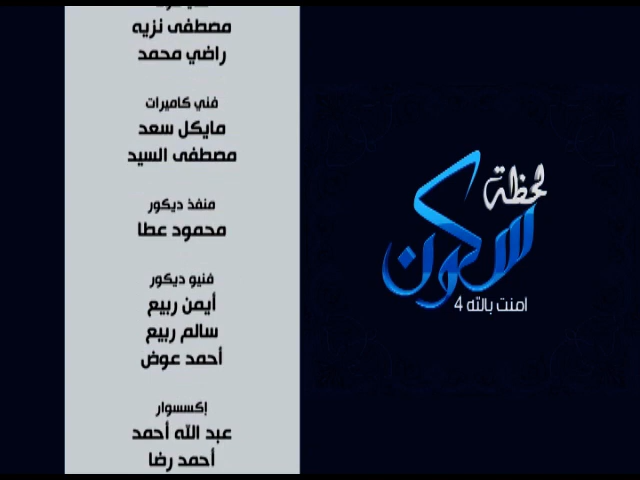 مصطفى نزيه
راضي محمد
فني كاميرات
مايكل سعد
مصطفى السيد
منفذ ديكور
محمود عطا
فنيو ديكور
أيمن ربيع
سالم ربيع
أحمد عوض
إكسسوار
عبد الله أحمد
أحمد رضا
لحظة
سكون
امنت بالله 4